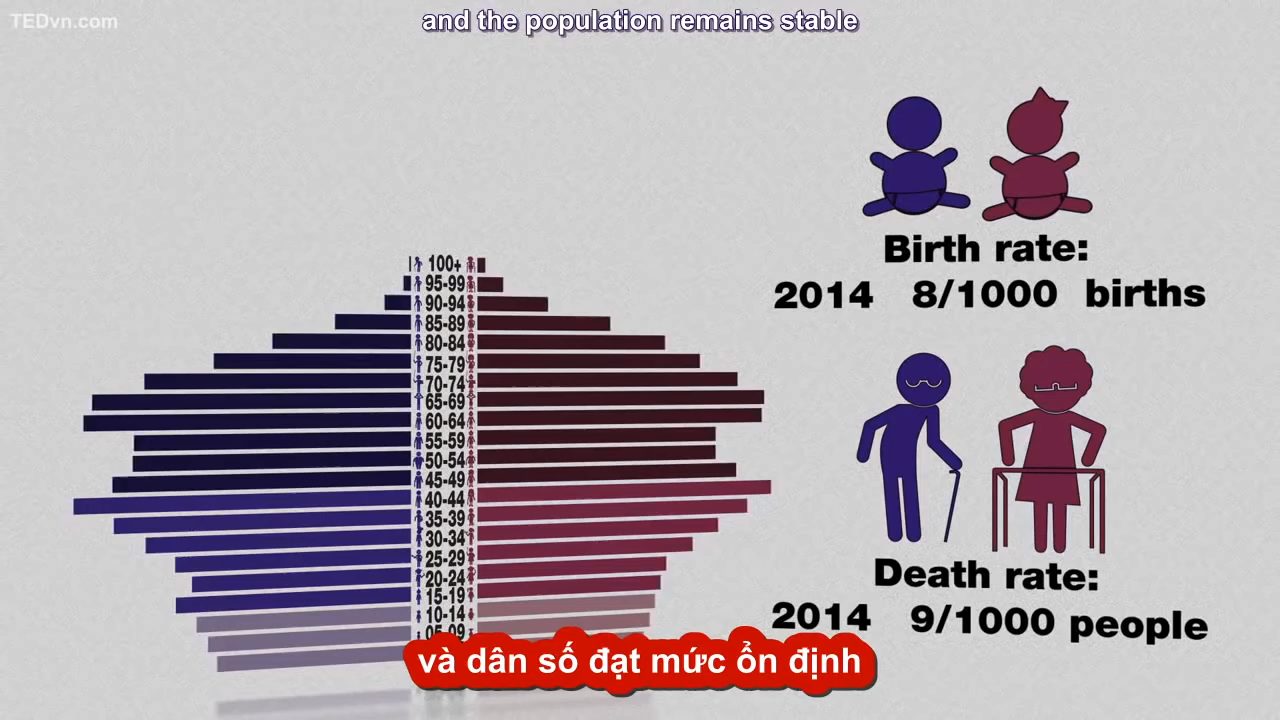 TEDvn.com
and the population remains stable
Birth rate:
2014 8/1000 births
Death rate:
2014 9/1000 people
100+
95-99
90-94
85-89
80-84
75-79
70-74
65-69
60-64
55-59
50-54
45-49
40-44
35-39
30-34
25-29
20-24
15-19
10-14
05-09
và dân số đạt mức ổn định